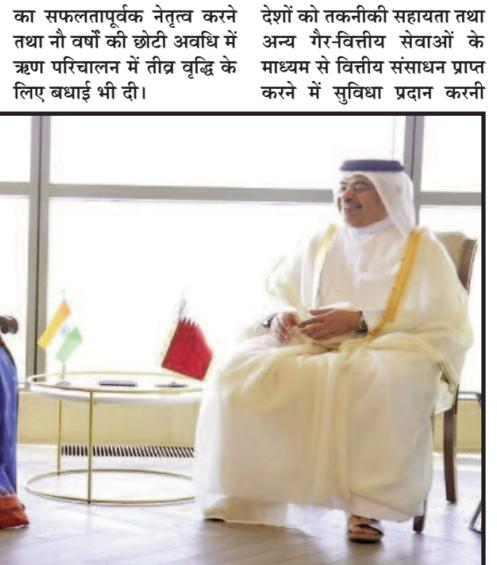 का सफलतापूर्वक नेतृत्व करने
तथा नौ वर्षों की छोटी अवधि में
ऋण परिचालन में तीव्र वृद्धि के
लिए बधाई भी दी।
देशों को तकनीकी सहायता तथा
अन्य गैर-वित्तीय सेवाओं के
माध्यम से वित्तीय संसाधन प्राप्त
करने में सुविधा प्रदान करनी